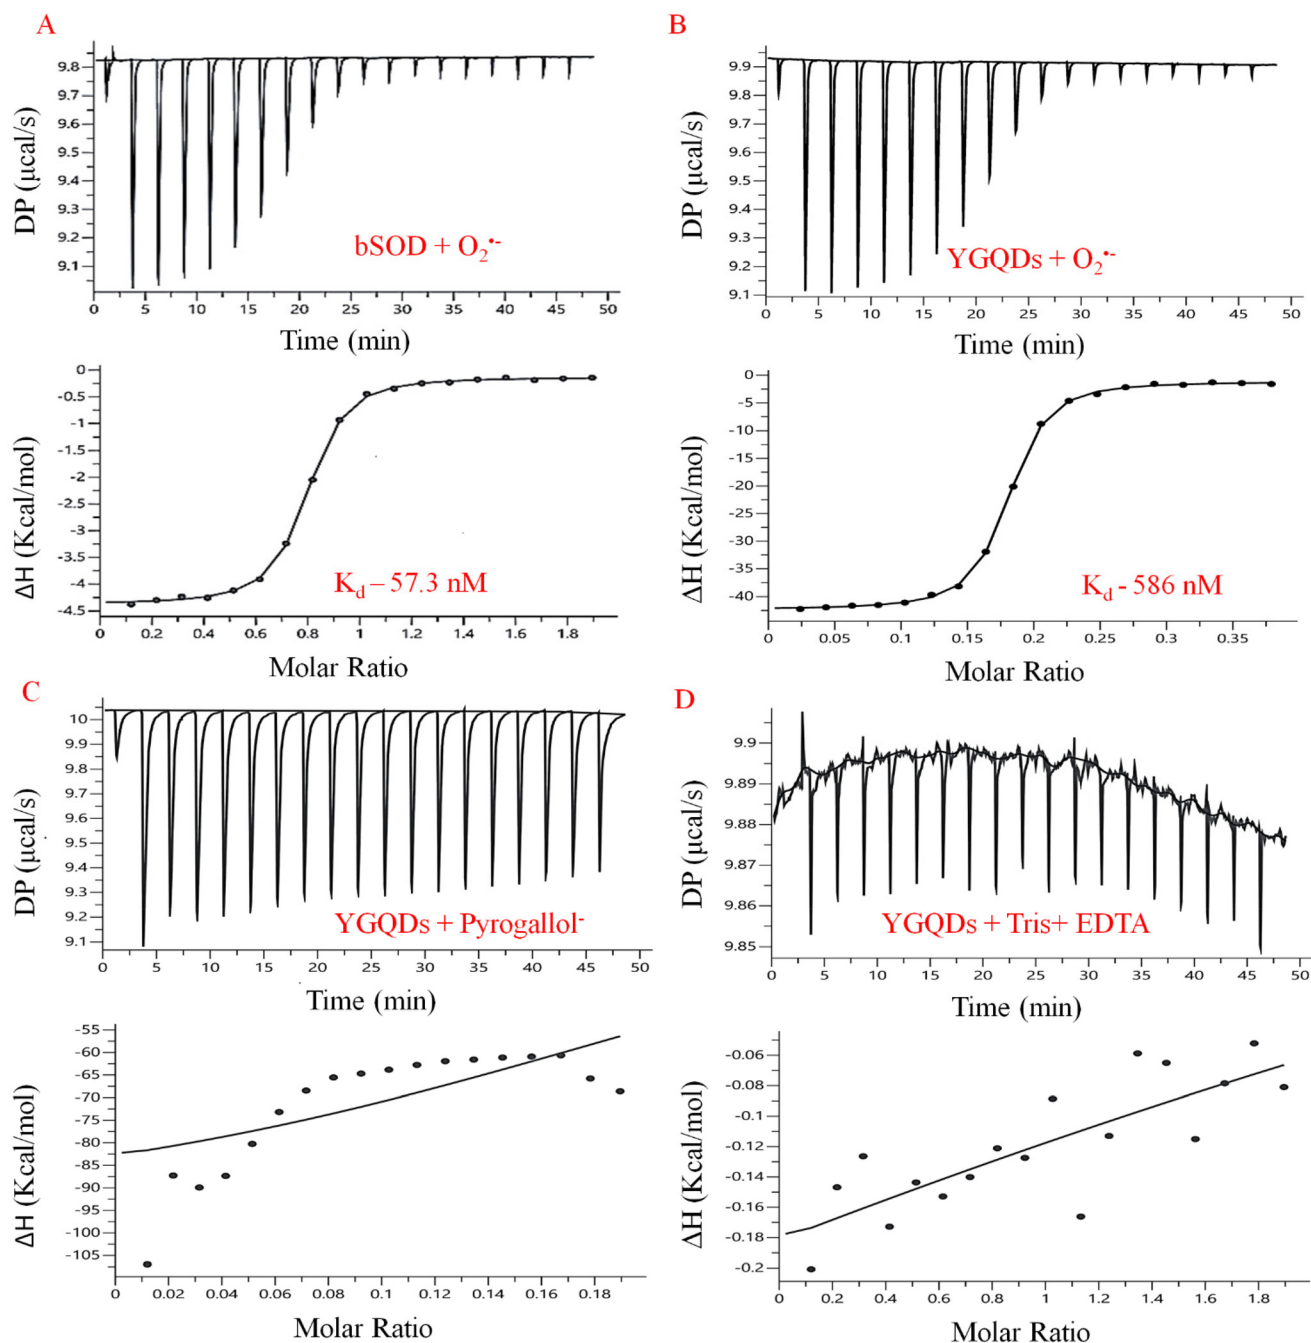 A
DP (μcal/s)
9.8
9.7
9.6
9.5
9.4
9.3
9.2
9.1
bSOD + O₂•-
0 5 10 15 20 25 30 35 40 45 50
Time (min)
ΔH (Kcal/mol)
0
-0.5
-1
-1.5
-2
-2.5
-3
-3.5
-4
-4.5
Kd – 57.3 nM
0 0.2 0.4 0.6 0.8 1 1.2 1.4 1.6 1.8
Molar Ratio
B
DP (μcal/s)
9.9
9.8
9.7
9.6
9.5
9.4
9.3
9.2
9.1
YGQDs + O₂•-
0 5 10 15 20 25 30 35 40 45 50
Time (min)
ΔH (Kcal/mol)
0
-5
-10
-15
-20
-25
-30
-35
-40
Kd - 586 nM
0 0.05 0.1 0.15 0.2 0.25 0.3 0.35
Molar Ratio
C
DP (μcal/s)
10
9.9
9.8
9.7
9.6
9.5
9.4
9.3
9.2
9.1
YGQDs + Pyrogallol-
0 5 10 15 20 25 30 35 40 45 50
Time (min)
ΔH (Kcal/mol)
-55
-60
-65
-70
-75
-80
-85
-90
-95
-100
-105
0 0.02 0.04 0.06 0.08 0.1 0.12 0.14 0.16 0.18
Molar Ratio
D
DP (μcal/s)
9.9
9.89
9.88
9.87
9.86
9.85
YGQDs + Tris+ EDTA
0 5 10 15 20 25 30 35 40 45 50
Time (min)
ΔH (Kcal/mol)
-0.06
-0.08
-0.1
-0.12
-0.14
-0.16
-0.18
-0.2
0 0.2 0.4 0.6 0.8 1 1.2 1.4 1.6 1.8
Molar Ratio